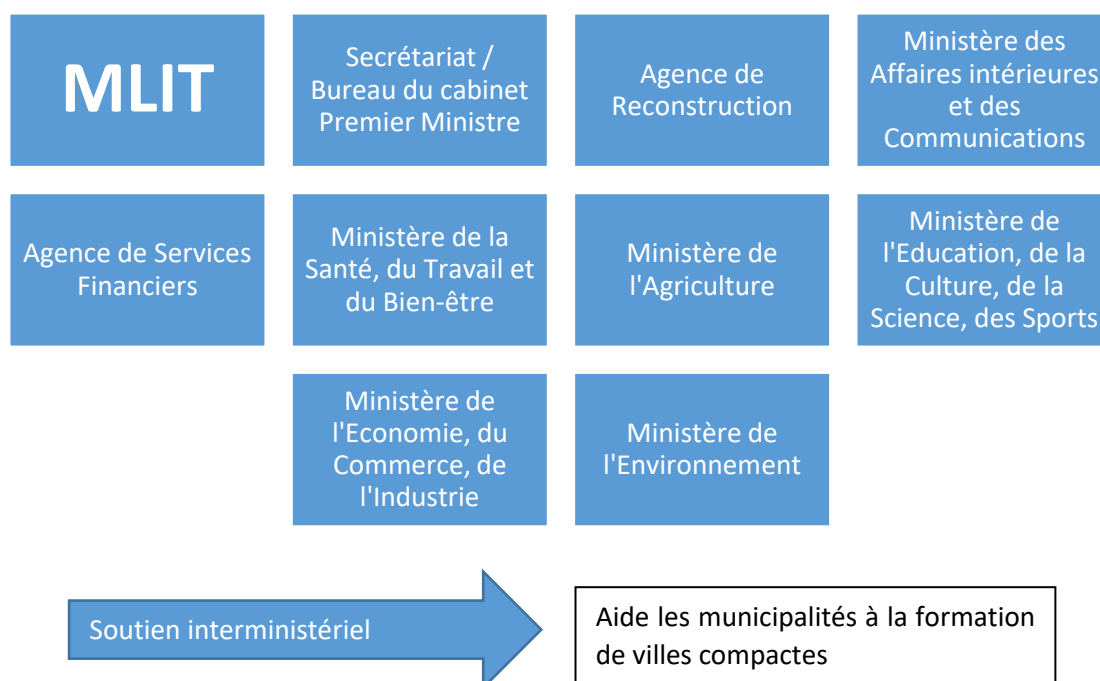 MLIT
Secrétariat /
Bureau du cabinet
Premier Ministre
Agence de
Reconstruction
Ministère des
Affaires intérieures
et des
Communications
Agence de Services
Financiers
Ministère de la
Santé, du Travail et
du Bien-être
Ministère de
l'Agriculture
Ministère de
l'Education, de la
Culture, de la
Science, des Sports
Ministère de
l'Economie, du
Commerce, de
l'Industrie
Ministère de
l'Environnement
Soutien interministériel
Aide les municipalités à la formation
de villes compactes